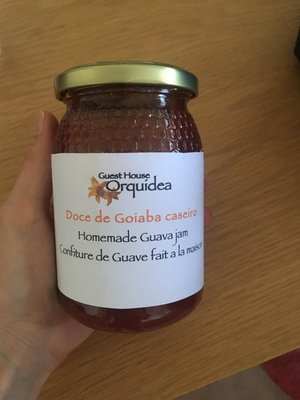 Guest House
Orquídea
Doce de Goiaba caseiro
Homemade Guava jam
Confiture de Guave fait a la maison